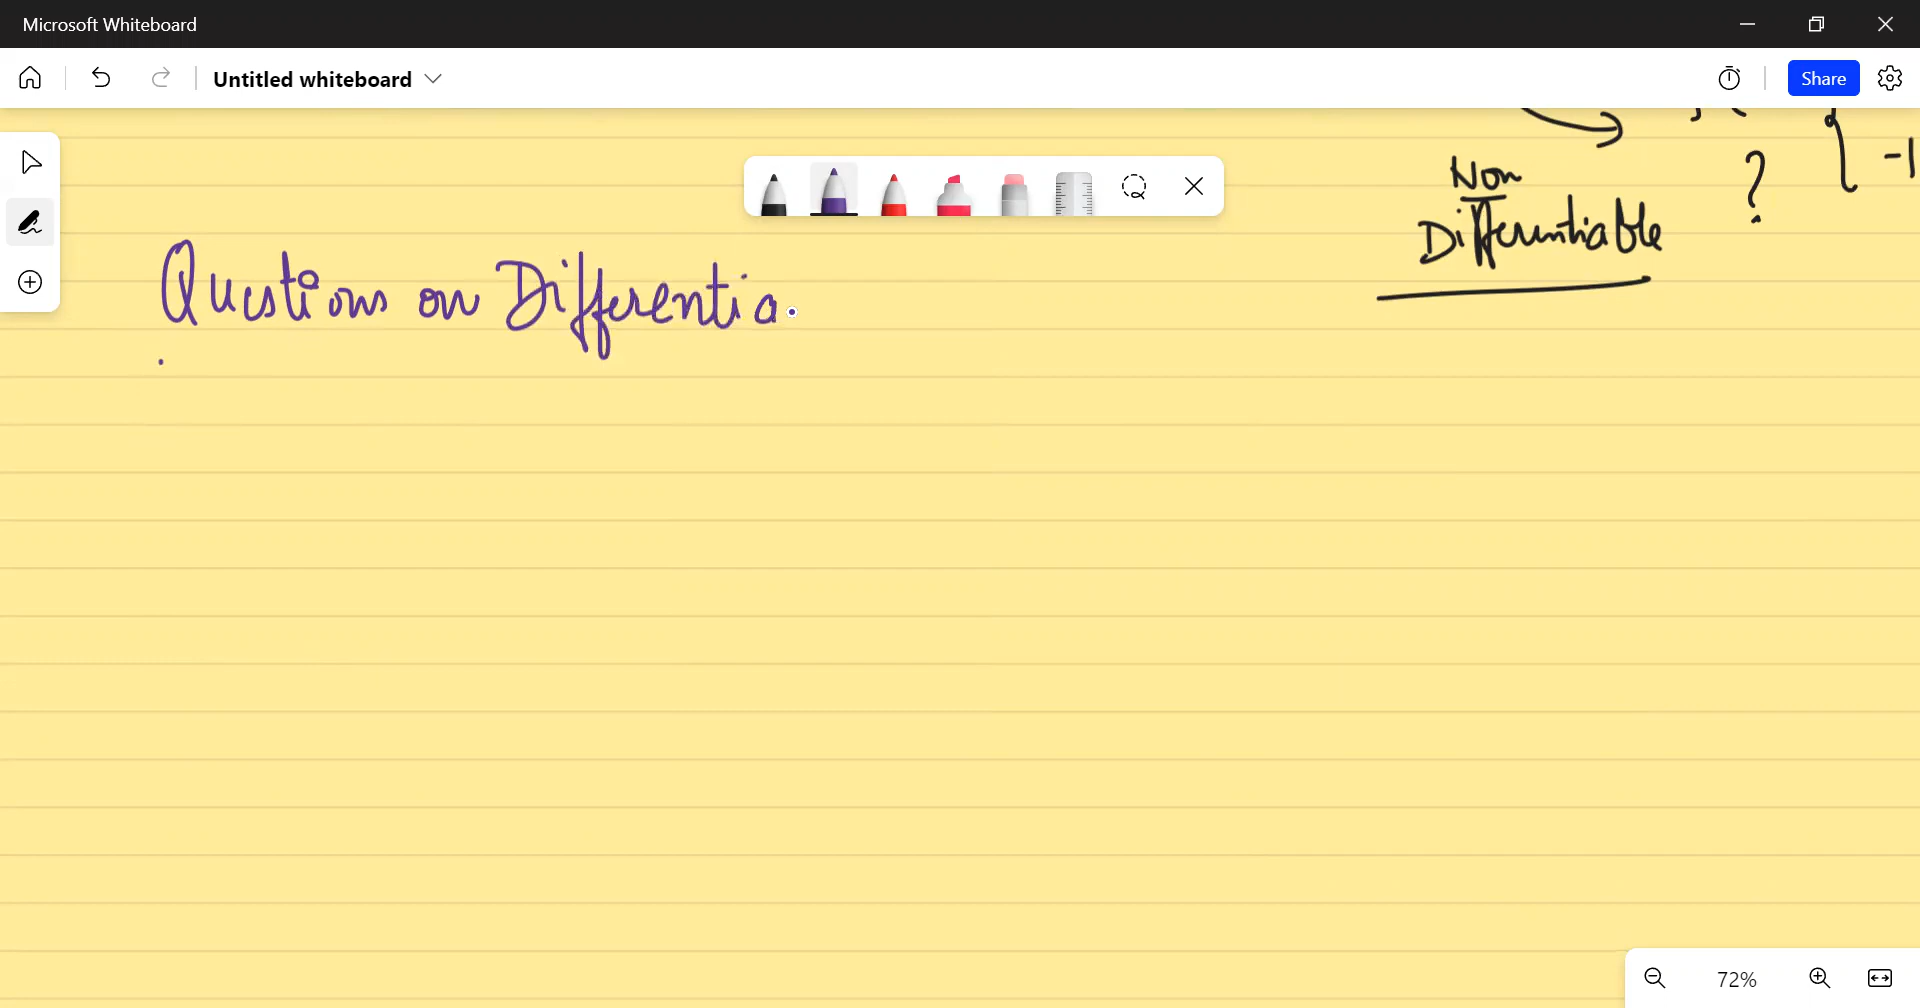 Microsoft Whiteboard
Untitled whiteboard
Share
-1
?
Non
Differentiable
Questions on Differentia
72%